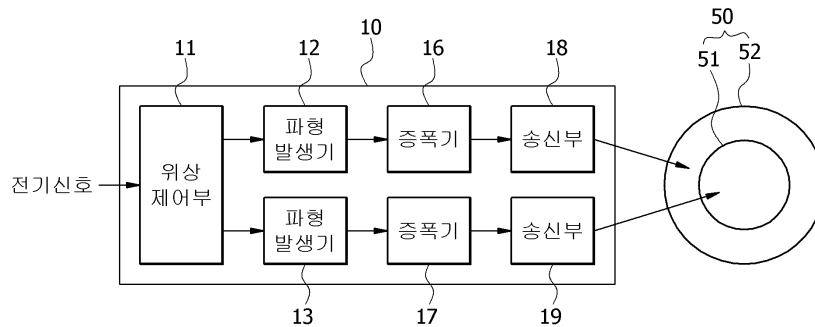 50
10
11 12 16 18 51 52
파형 발생기
증폭기
송신부
위상 제어부
전기신호
파형 발생기
증폭기
송신부
13 17 19